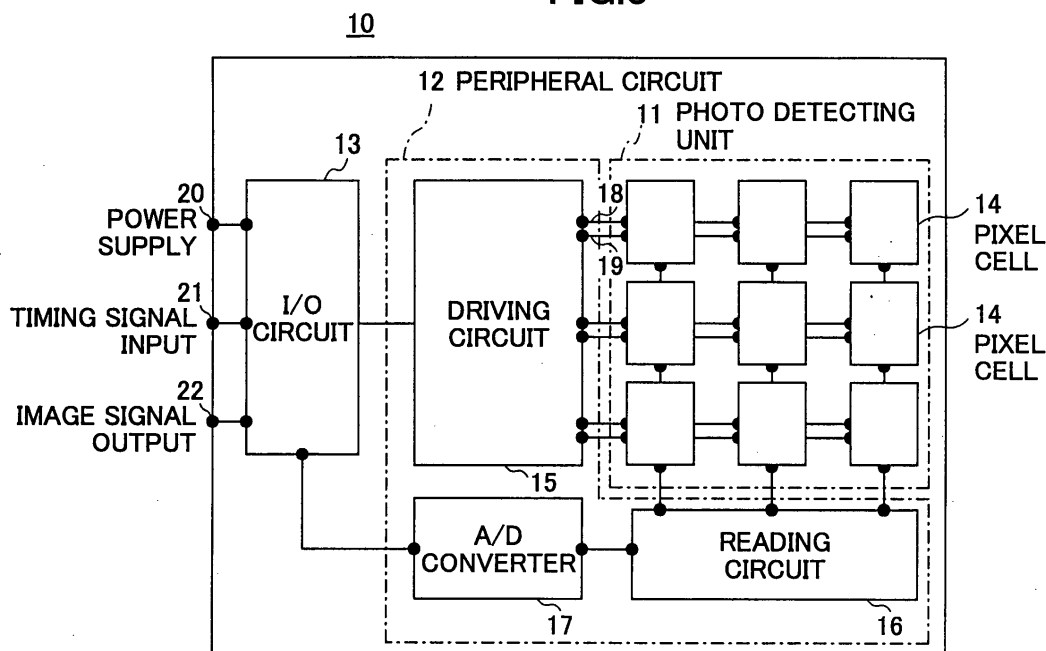 10
12 PERIPHERAL CIRCUIT
11 PHOTO DETECTING
UNIT
13
20
POWER
SUPPLY
18
19
14
PIXEL
CELL
21
TIMING SIGNAL
INPUT
I/O
CIRCUIT
DRIVING
CIRCUIT
14
PIXEL
CELL
22
IMAGE SIGNAL
OUTPUT
15
A/D
CONVERTER
READING
CIRCUIT
17
16